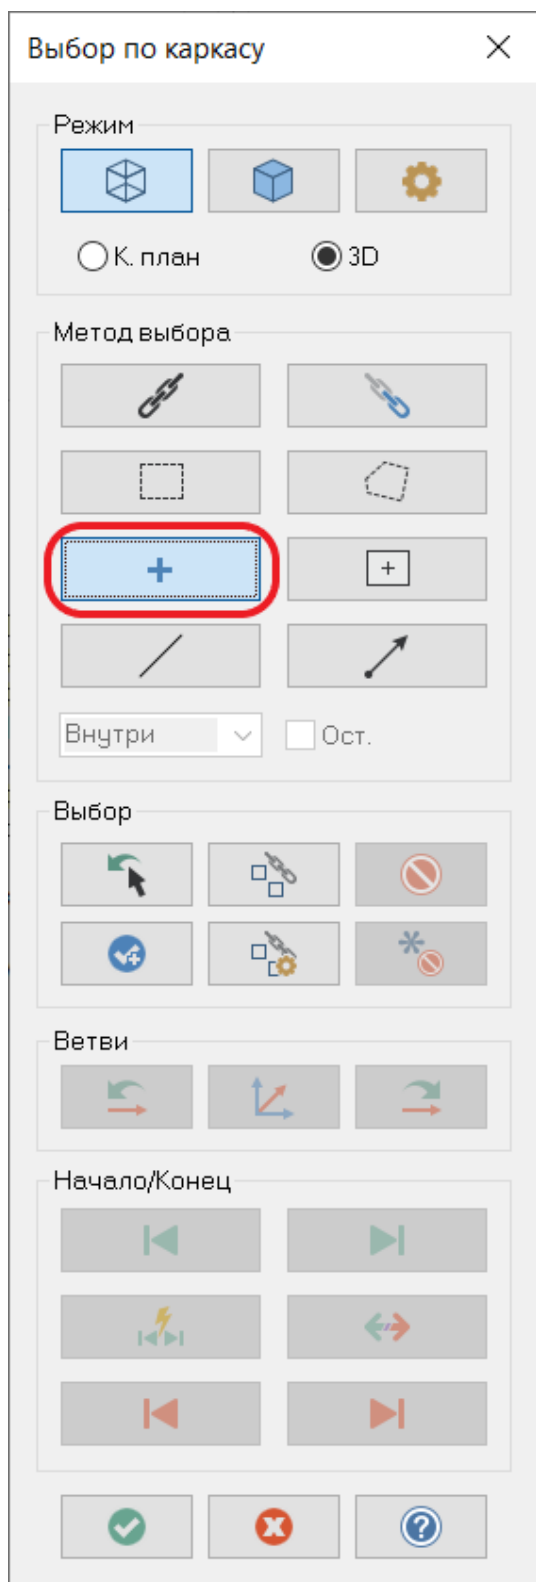 Выбор по каркасу
Режим
К. план
3D
Метод выбора
Внутри
Ост.
Выбор
Ветви
Начало/Конец